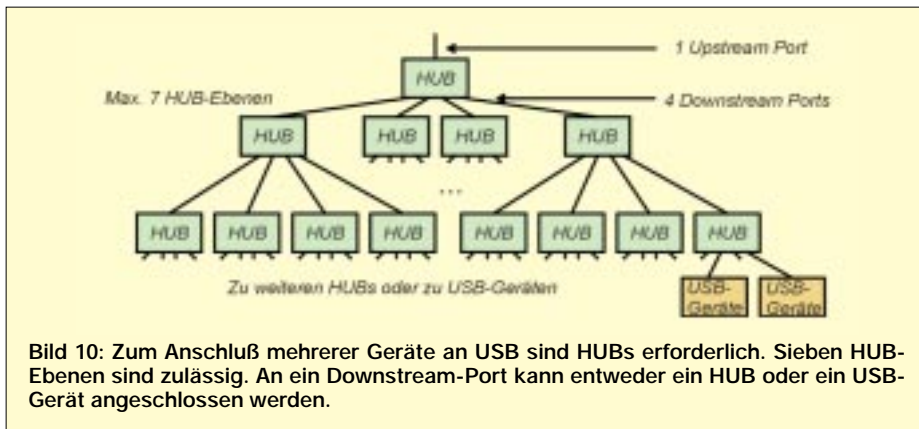 1 Upstream Port
HUB
Max. 7 HUB-Ebenen
4 Downstream Ports
HUB HUB HUB HUB
...
HUB HUB HUB HUB HUB HUB HUB HUB
Zu weiteren HUBs oder zu USB-Geräten
USB- USB-
Geräte Geräte
Bild 10: Zum Anschluß mehrerer Geräte an USB sind HUBs erforderlich. Sieben HUB-
Ebenen sind zulässig. An ein Downstream-Port kann entweder ein HUB oder ein USB-
Gerät angeschlossen werden.